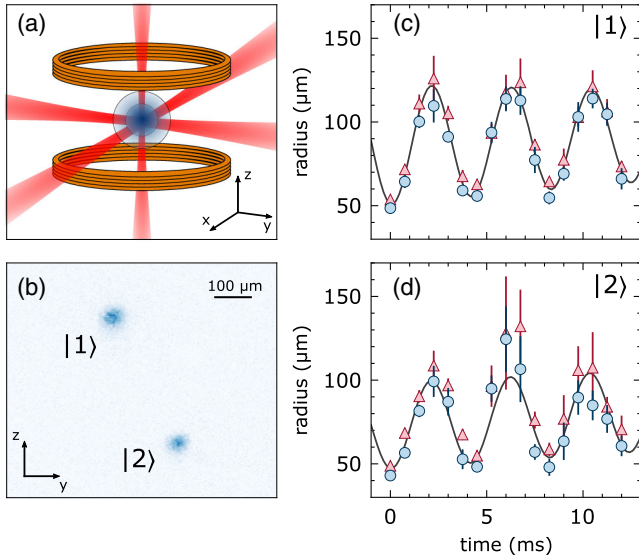 (a)
z
x
y
(b)
100 μm
|1⟩
|2⟩
z
y
(c)
|1⟩
radius (μm)
150
100
50
(d)
|2⟩
radius (μm)
150
100
50
0
5
10
time (ms)